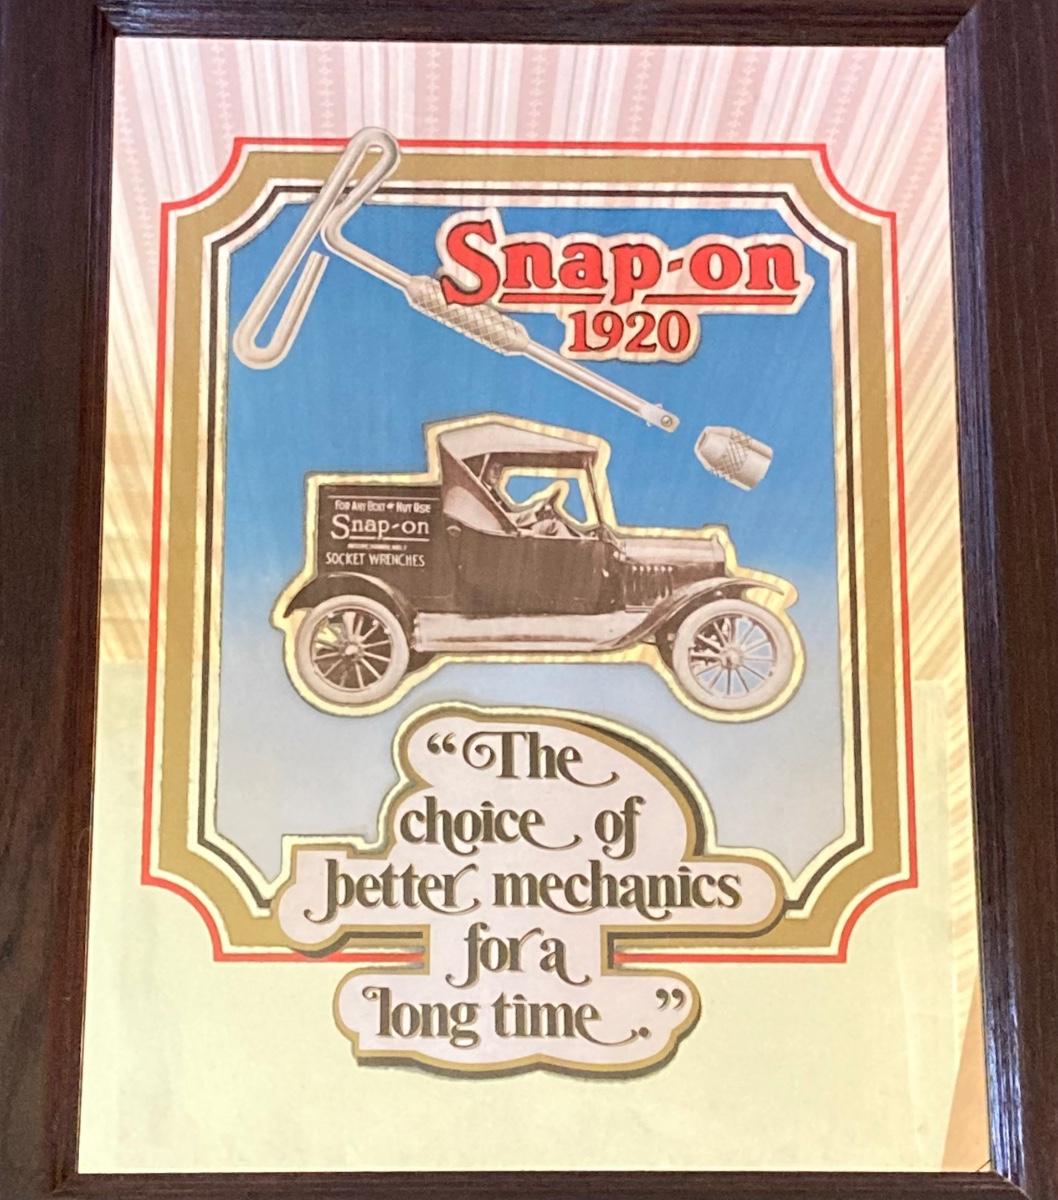 Snap-on
1920
FOR ANY BOLT OR NUT USE
Snap-on
SOCKET WRENCHES
“The
choice of
better mechanics
for a
long time.”